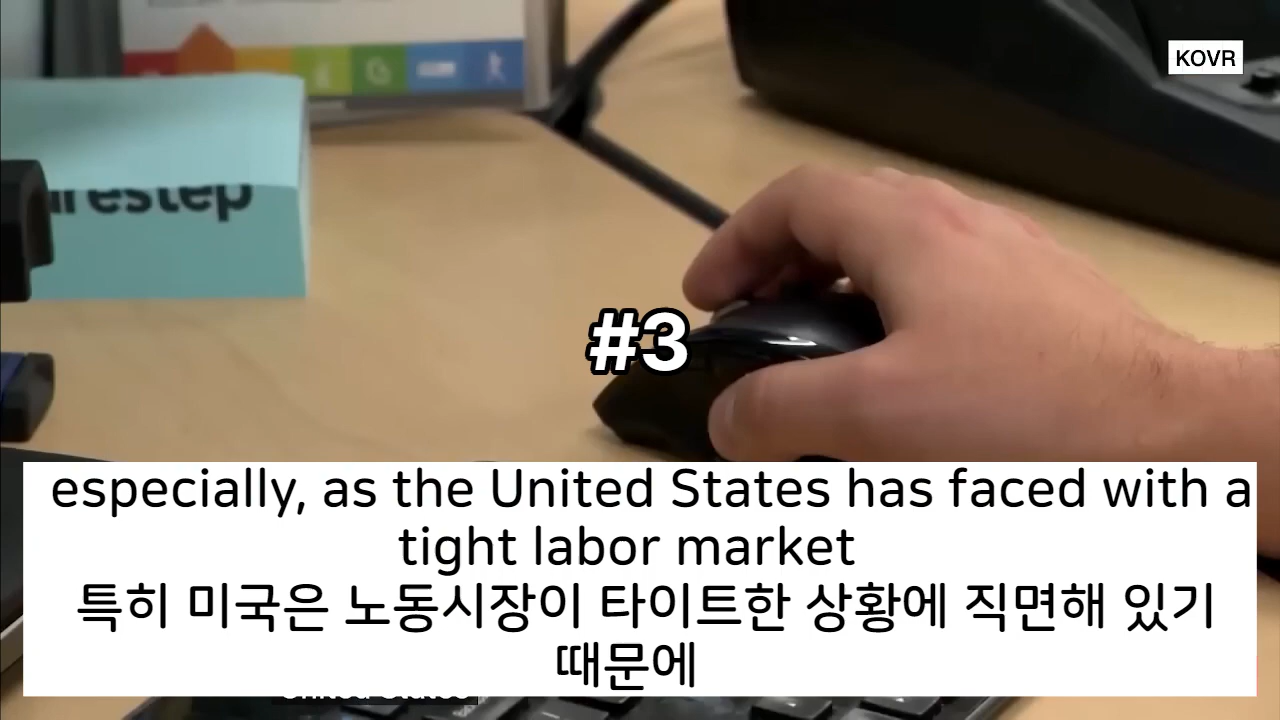 KOVR
#3
especially, as the United States has faced with a
tight labor market
특히 미국은 노동시장이 타이트한 상황에 직면해 있기
때문에
United States